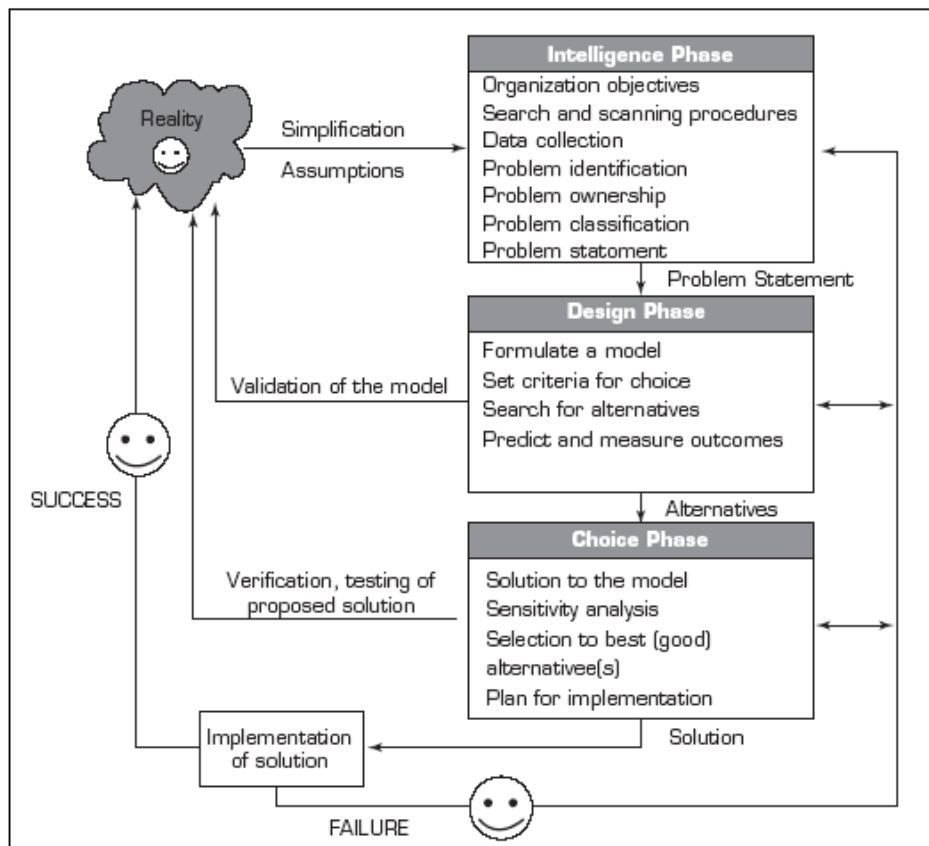 Intelligence Phase
Organization objectives
Search and scanning procedures
Data collection
Problem identification
Problem ownership
Problem classification
Problem statoment
Reality
Simplification
Assumptions
Problem Statement
Design Phase
Formulate a model
Set criteria for choice
Search for alternatives
Predict and measure outcomes
Validation of the model
SUCCESS
Alternatives
Choice Phase
Solution to the model
Sensitivity analysis
Selection to best (good)
alternativee(s)
Plan for implementation
Verification, testing of
proposed solution
Solution
Implementation
of solution
FAILURE